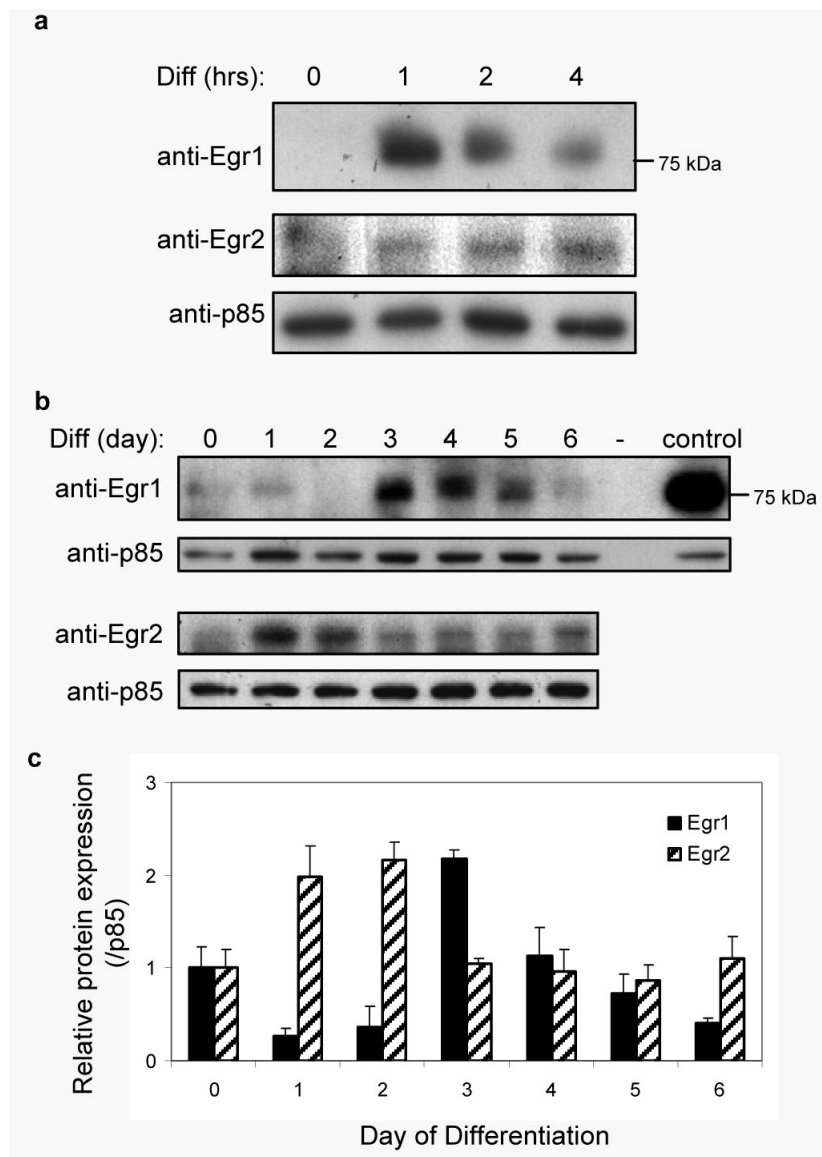 a
Diff (hrs): 0 1 2 4
anti-Egr1
75 kDa
anti-Egr2
anti-p85
b
Diff (day): 0 1 2 3 4 5 6 - control
anti-Egr1
75 kDa
anti-p85
anti-Egr2
anti-p85
c
Relative protein expression
(/p85)
3
2
1
0
Egr1
Egr2
0 1 2 3 4 5 6
Day of Differentiation